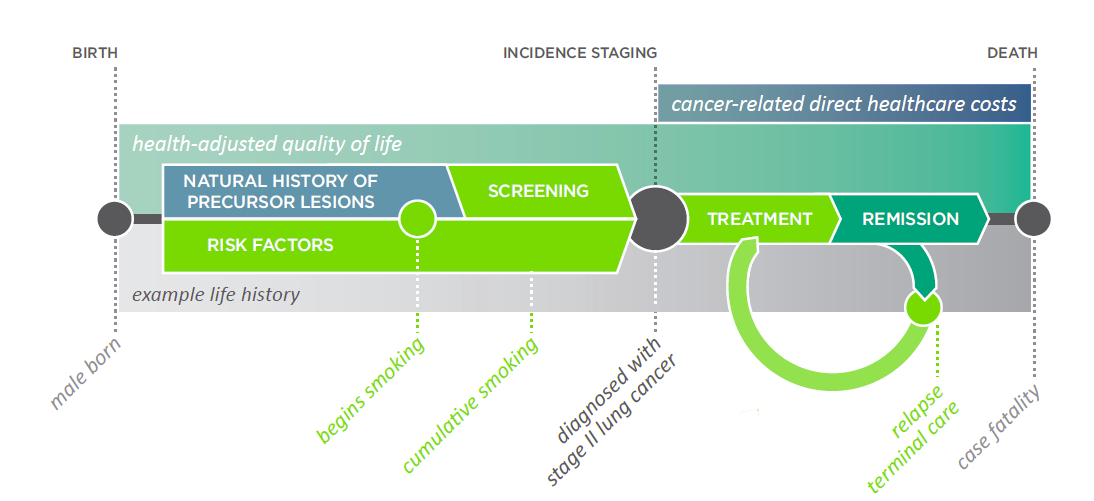 BIRTH
INCIDENCE STAGING
DEATH
cancer-related direct healthcare costs
health-adjusted quality of life
NATURAL HISTORY OF
PRECURSOR LESIONS
SCREENING
RISK FACTORS
TREATMENT
REMISSION
example life history
male born
begins smoking
cumulative smoking
diagnosed with
stage II lung cancer
relapse
terminal care
case fatality